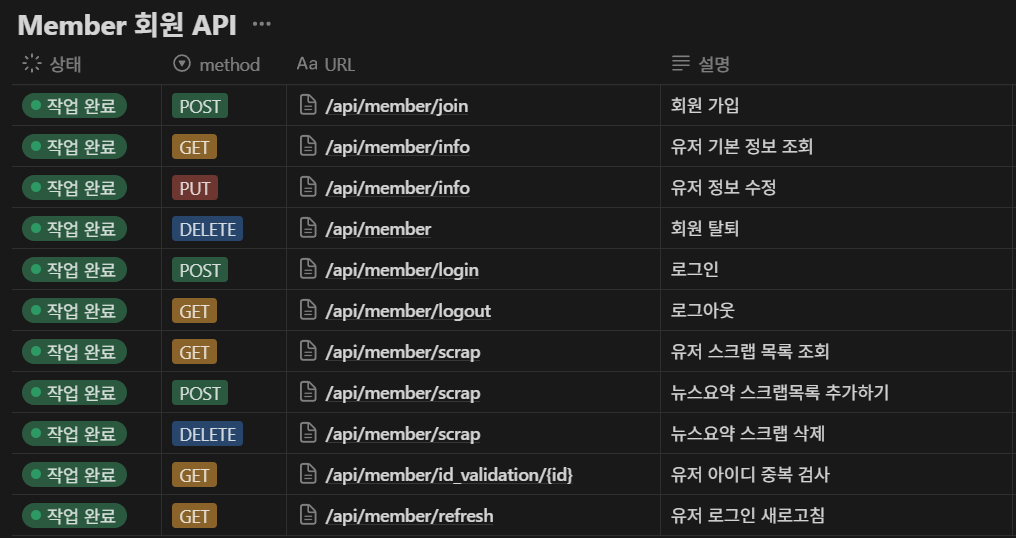 Member 회원 API ...
상태 method Aa URL 설명
작업 완료 POST /api/member/join 회원 가입
작업 완료 GET /api/member/info 유저 기본 정보 조회
작업 완료 PUT /api/member/info 유저 정보 수정
작업 완료 DELETE /api/member 회원 탈퇴
작업 완료 POST /api/member/login 로그인
작업 완료 GET /api/member/logout 로그아웃
작업 완료 GET /api/member/scrap 유저 스크랩 목록 조회
작업 완료 POST /api/member/scrap 뉴스요약 스크랩목록 추가하기
작업 완료 DELETE /api/member/scrap 뉴스요약 스크랩 삭제
작업 완료 GET /api/member/id_validation/{id} 유저 아이디 중복 검사
작업 완료 GET /api/member/refresh 유저 로그인 새로고침